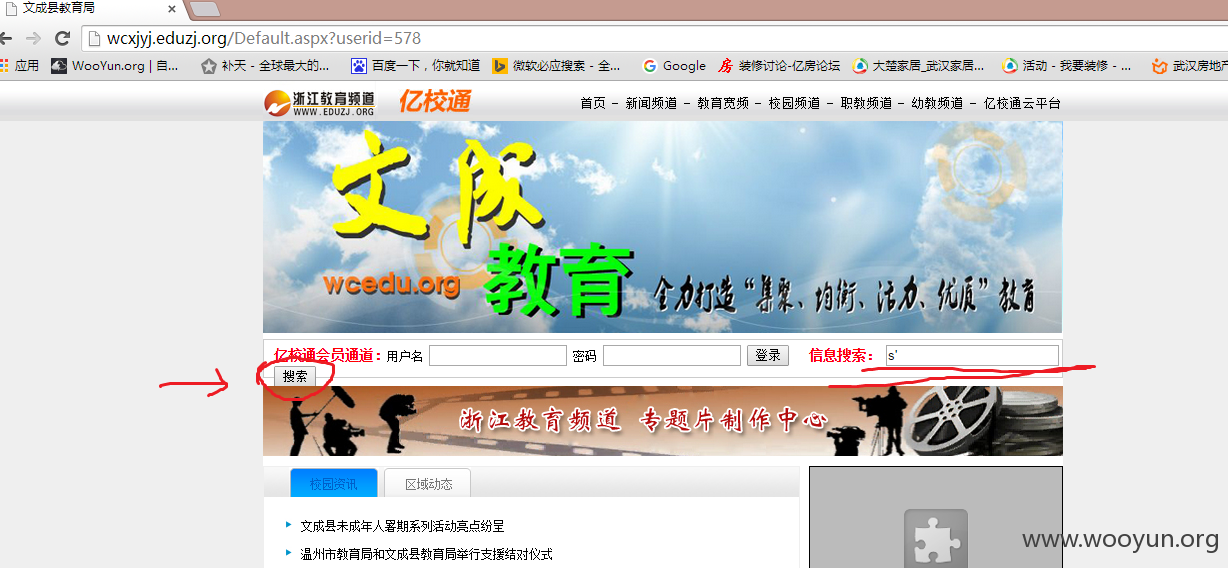 文成县教育局
wcxjyj.eduzj.org/Default.aspx?userid=578
应用 WooYun.org | 自... 补天 - 全球最大的... 百度一下，你就知道 微软必应搜索 - 全... Google 装修讨论-亿房论坛 大楚家居_武汉家居... 活动 - 我要装修 - ... 武汉房地产
浙江教育频道 WWW.EDUZJ.ORG 亿校通 首页 - 新闻频道 - 教育宽频 - 校园频道 - 职教频道 - 幼教频道 - 亿校通云平台
文成
教育
wcedu.org
全力打造“集聚、均衡、活力、优质”教育
亿校通会员通道：用户名 密码 登录 信息搜索： s'
搜索
浙江教育频道 专题片制作中心
校园资讯 区域动态
文成县未成年人暑期系列活动亮点纷呈
温州市教育局和文成县教育局举行支援结对仪式
www.wooyun.org